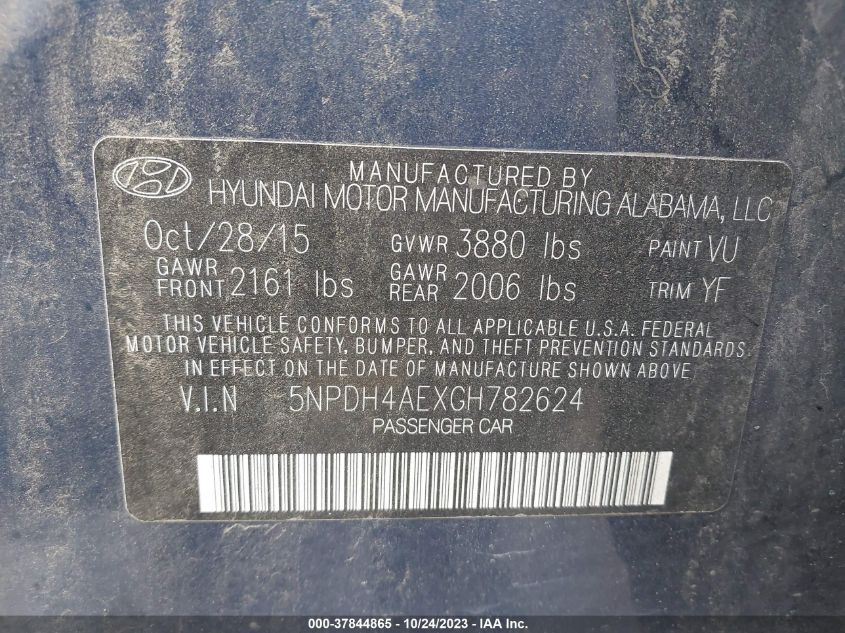 MANUFACTURED BY
HYUNDAI MOTOR MANUFACTURING ALABAMA, LLC
Oct/28/15 GVWR 3880 lbs PAINT VU
GAWR FRONT 2161 lbs GAWR REAR 2006 lbs TRIM YF
THIS VEHICLE CONFORMS TO ALL APPLICABLE U.S.A. FEDERAL
MOTOR VEHICLE SAFETY, BUMPER, AND THEFT PREVENTION STANDARDS.
IN EFFECT ON THE DATE OF MANUFACTURE SHOWN ABOVE.
V.I.N 5NPDH4AEXGH782624
PASSENGER CAR
000-37844865 - 10/24/2023 - IAAI.COM